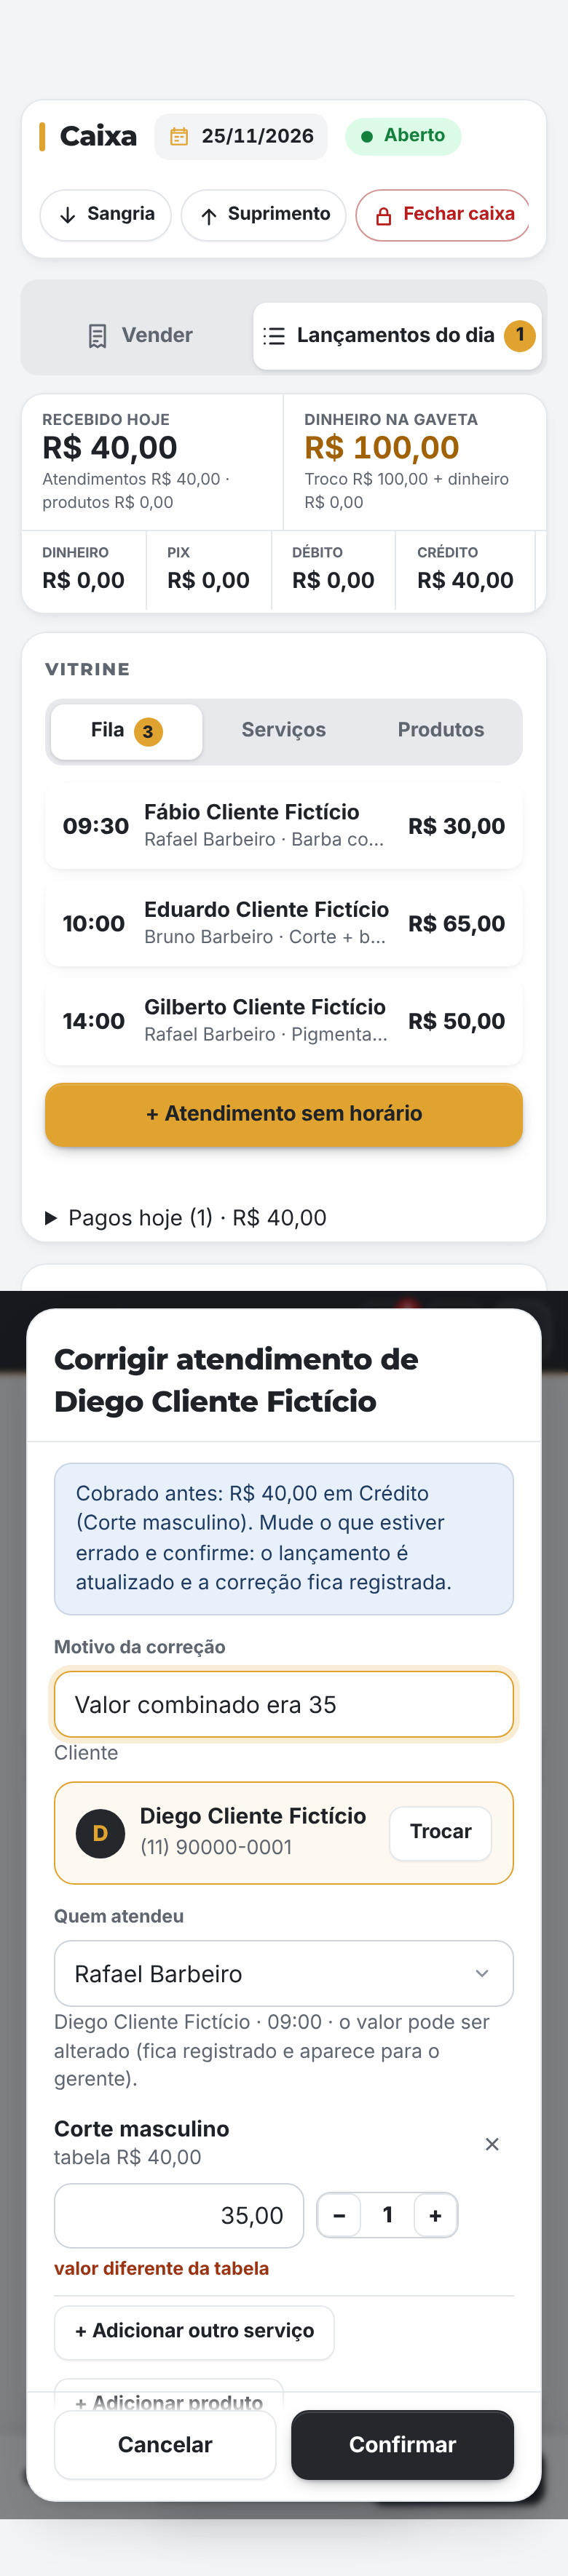 Caixa
25/11/2026
Aberto
Sangria
Suprimento
Fechar caixa
Vender
Lançamentos do dia 1
RECEBIDO HOJE
R$ 40,00
Atendimentos R$ 40,00 ·
produtos R$ 0,00
DINHEIRO NA GAVETA
R$ 100,00
Troco R$ 100,00 + dinheiro
R$ 0,00
DINHEIRO
R$ 0,00
PIX
R$ 0,00
DÉBITO
R$ 0,00
CRÉDITO
R$ 40,00
VITRINE
Fila 3
Serviços
Produtos
09:30
Fábio Cliente Fictício
Rafael Barbeiro · Barba co...
R$ 30,00
10:00
Eduardo Cliente Fictício
Bruno Barbeiro · Corte + b...
R$ 65,00
14:00
Gilberto Cliente Fictício
Rafael Barbeiro · Pigmenta...
R$ 50,00
+ Atendimento sem horário
▶ Pagos hoje (1) · R$ 40,00
Corrigir atendimento de
Diego Cliente Fictício
Cobrado antes: R$ 40,00 em Crédito
(Corte masculino). Mude o que estiver
errado e confirme: o lançamento é
atualizado e a correção fica registrada.
Motivo da correção
Valor combinado era 35
Cliente
D
Diego Cliente Fictício
(11) 90000-0001
Trocar
Quem atendeu
Rafael Barbeiro
Diego Cliente Fictício · 09:00 · o valor pode ser
alterado (fica registrado e aparece para o
gerente).
Corte masculino
tabela R$ 40,00
×
35,00
− 1 +
valor diferente da tabela
+ Adicionar outro serviço
+ Adicionar produto
Cancelar
Confirmar